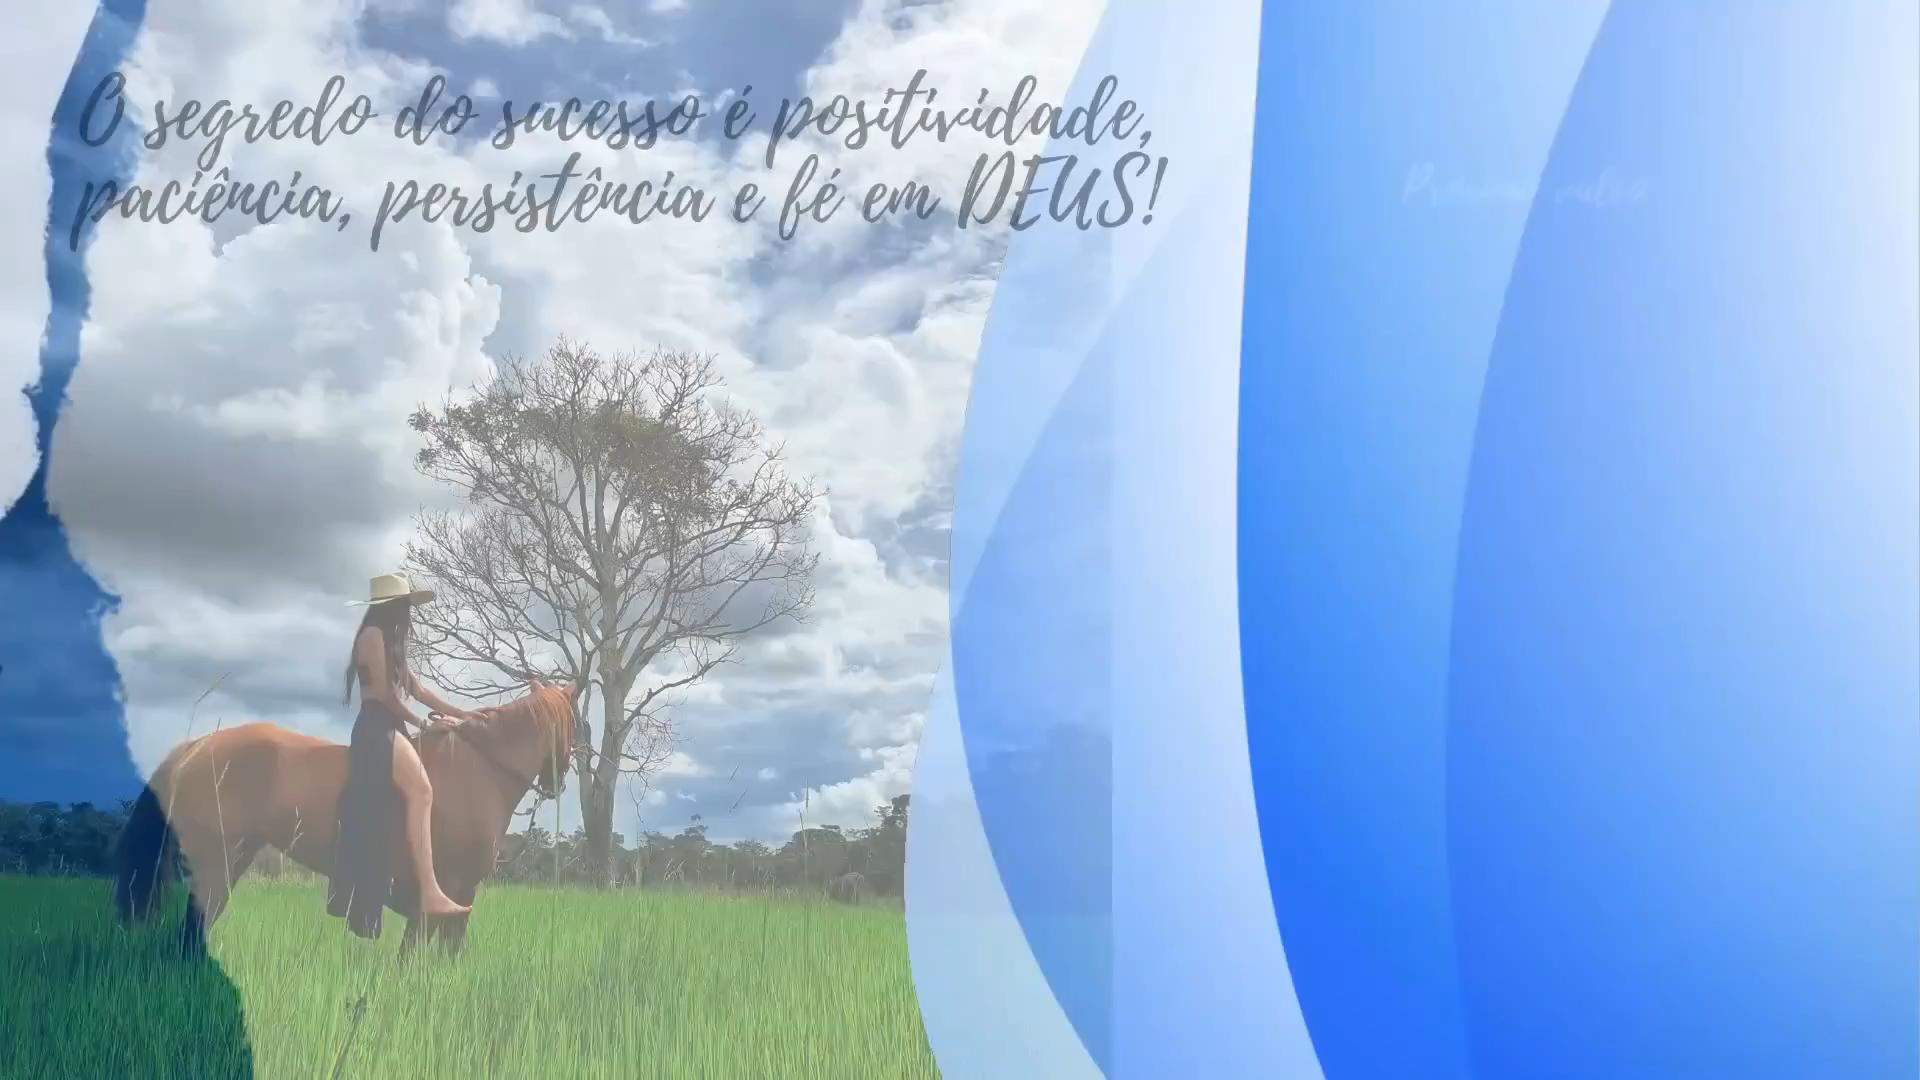 O segredo do sucesso é positividade,
paciência, persistência e fé em DEUS!